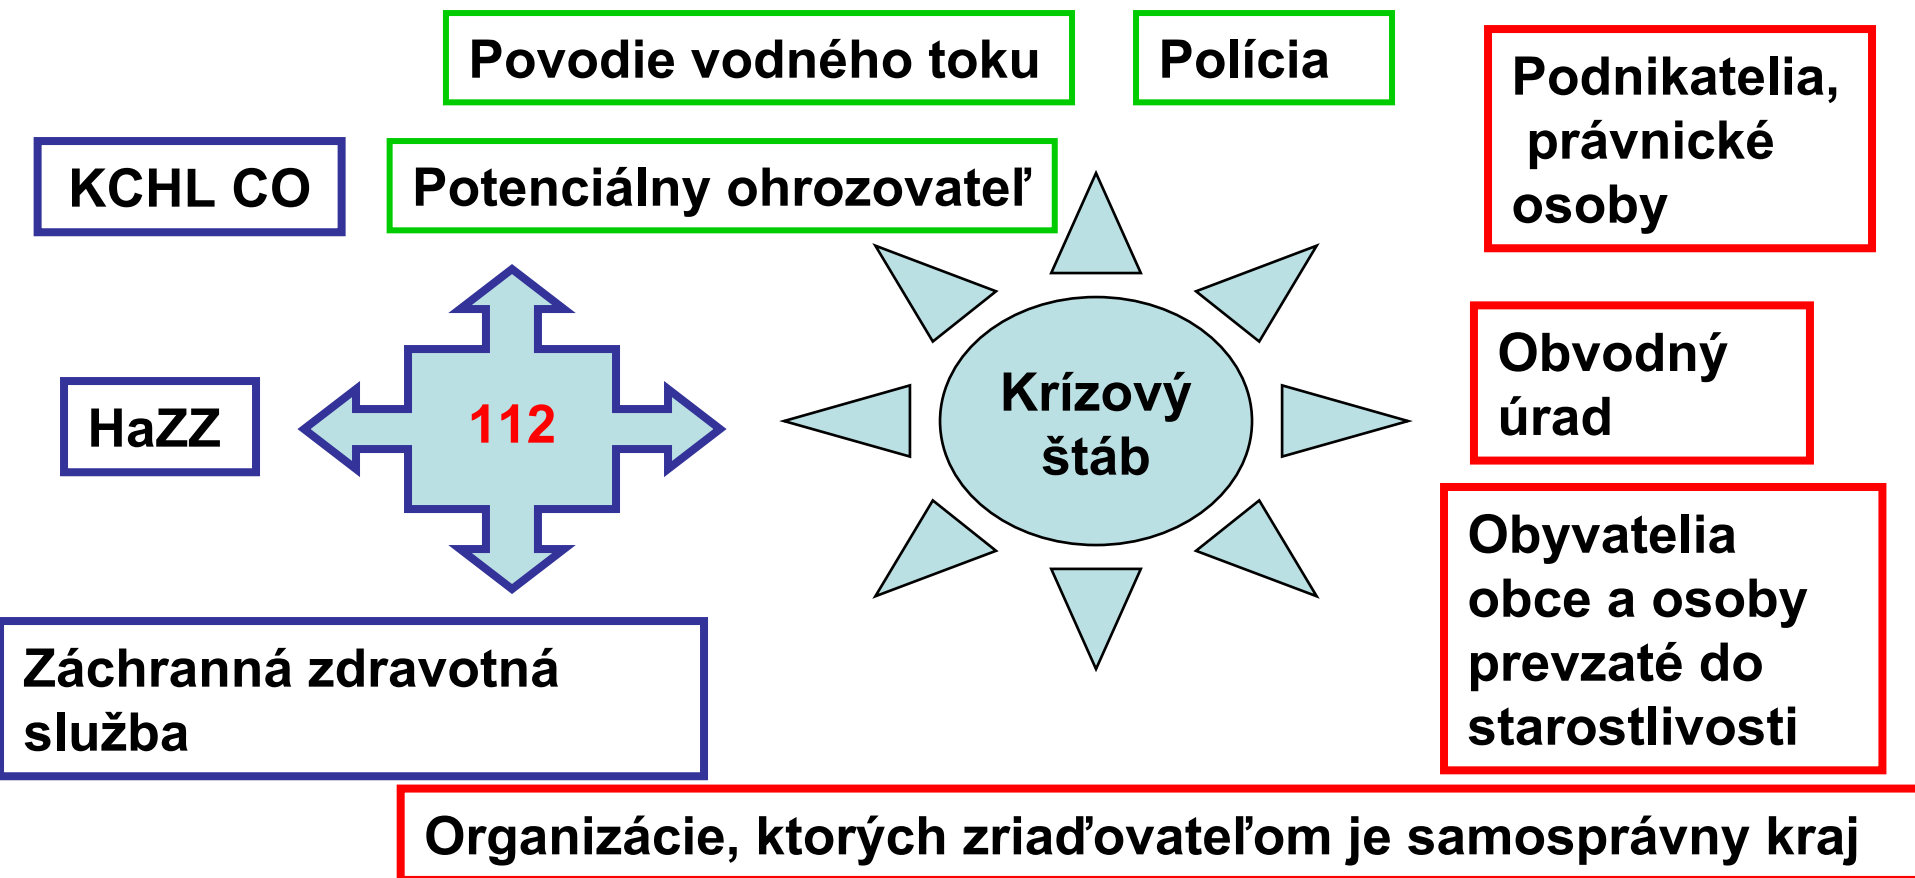 Povodie vodného toku
Polícia
Podnikatelia,
právnické
osoby
KCHL CO
Potenciálny ohrozovateľ
Obvodný
úrad
HaZZ
112
Krízový
štáb
Obyvatelia
obce a osoby
prevzaté do
starostlivosti
Záchranná zdravotná
služba
Organizácie, ktorých zriaďovateľom je samosprávny kraj